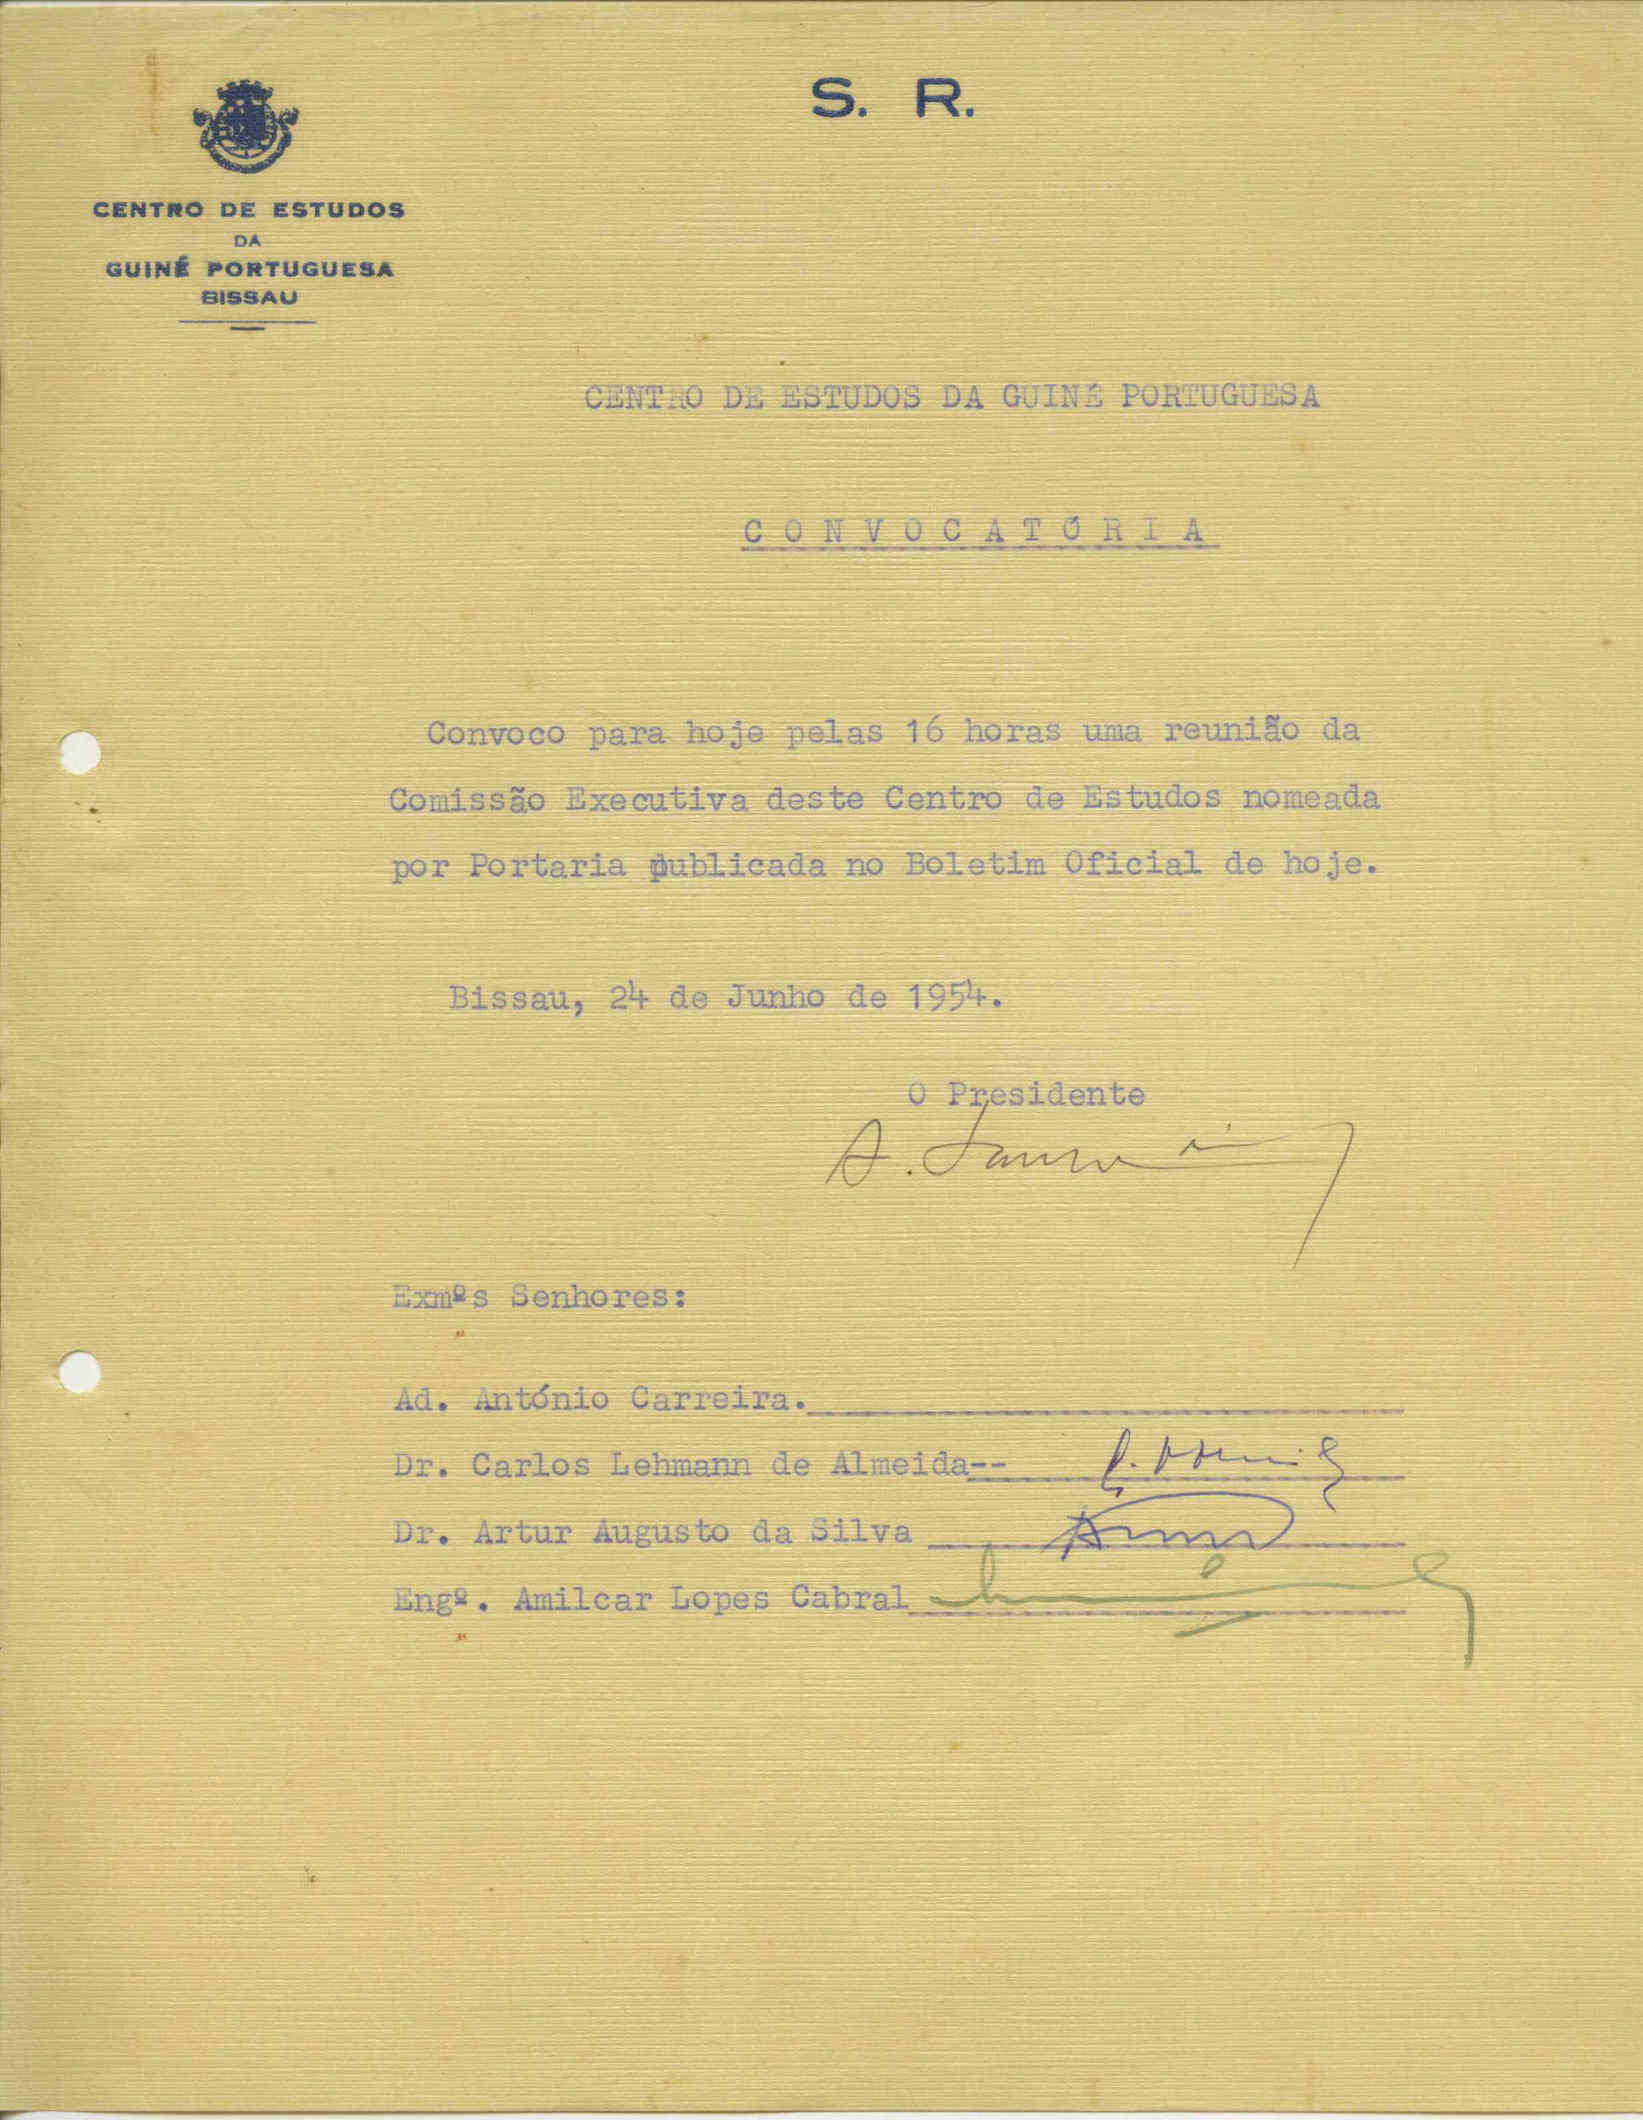 S. R.
CENTRO DE ESTUDOS
DA
GUINÉ PORTUGUESA
BISSAU
CENTRO DE ESTUDOS DA GUINÉ PORTUGUESA
CONVOCATÓRIA
Convoco para hoje pelas 16 horas uma reunião da
Comissão Executiva deste Centro de Estudos nomeada
por Portaria publicada no Boletim Oficial de hoje.
Bissau, 24 de Junho de 1954.
O Presidente
Exmºs Senhores:
Ad. António Carreira.
Dr. Carlos Lehmann de Almeida--
Dr. Artur Augusto da Silva
Engº. Amilcar Lopes Cabral